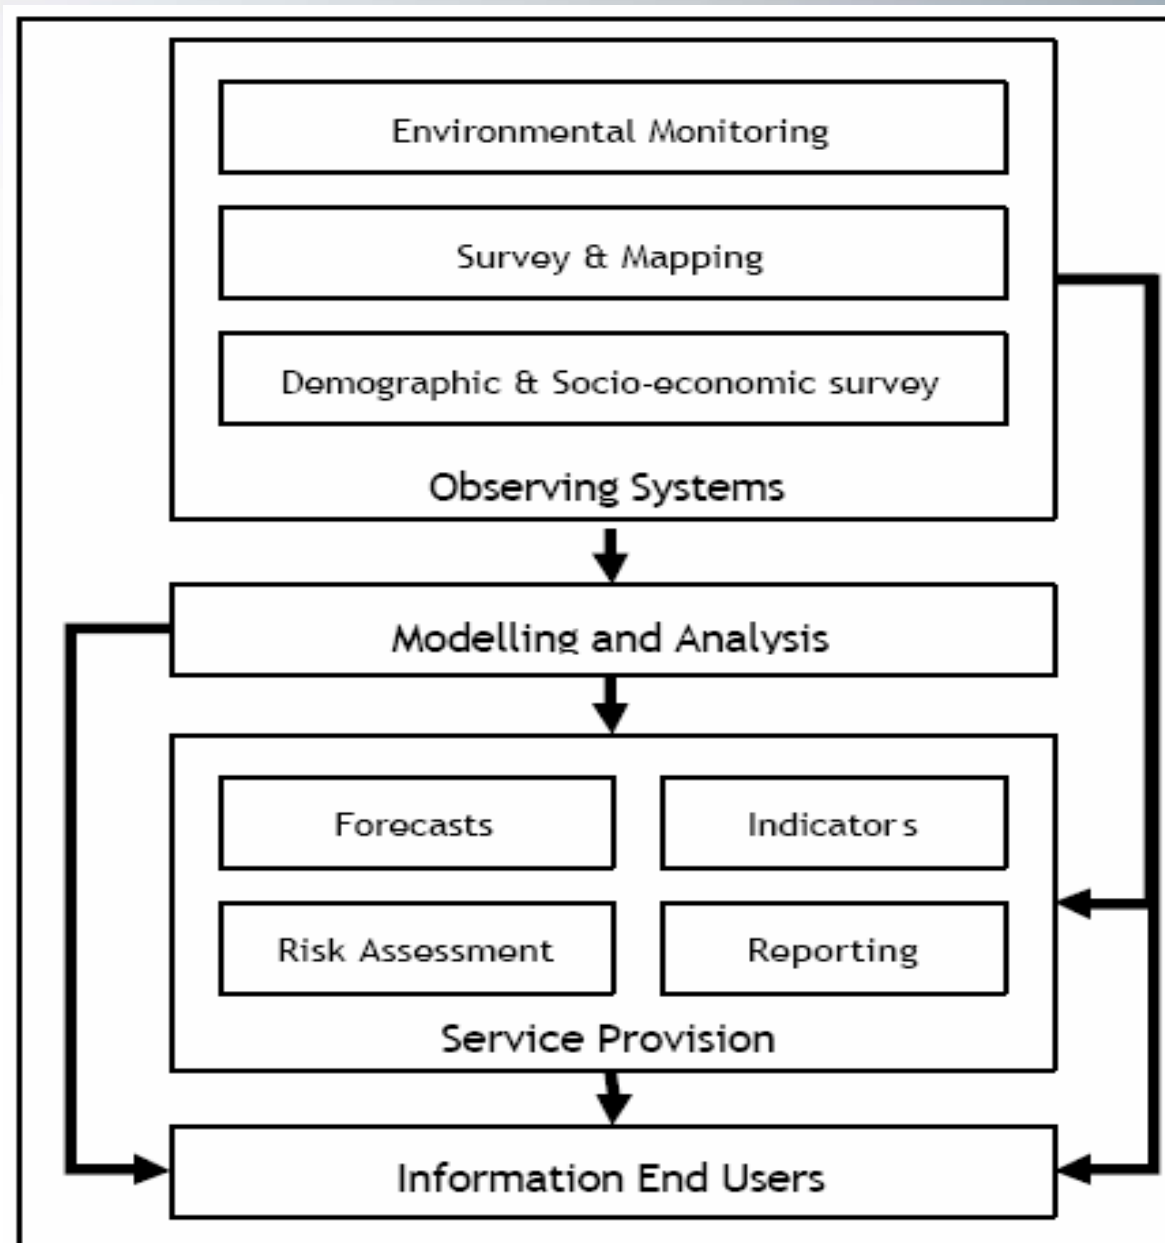 Environmental Monitoring
Survey & Mapping
Demographic & Socio-economic survey
Observing Systems
Modelling and Analysis
Forecasts
Indicators
Risk Assessment
Reporting
Service Provision
Information End Users